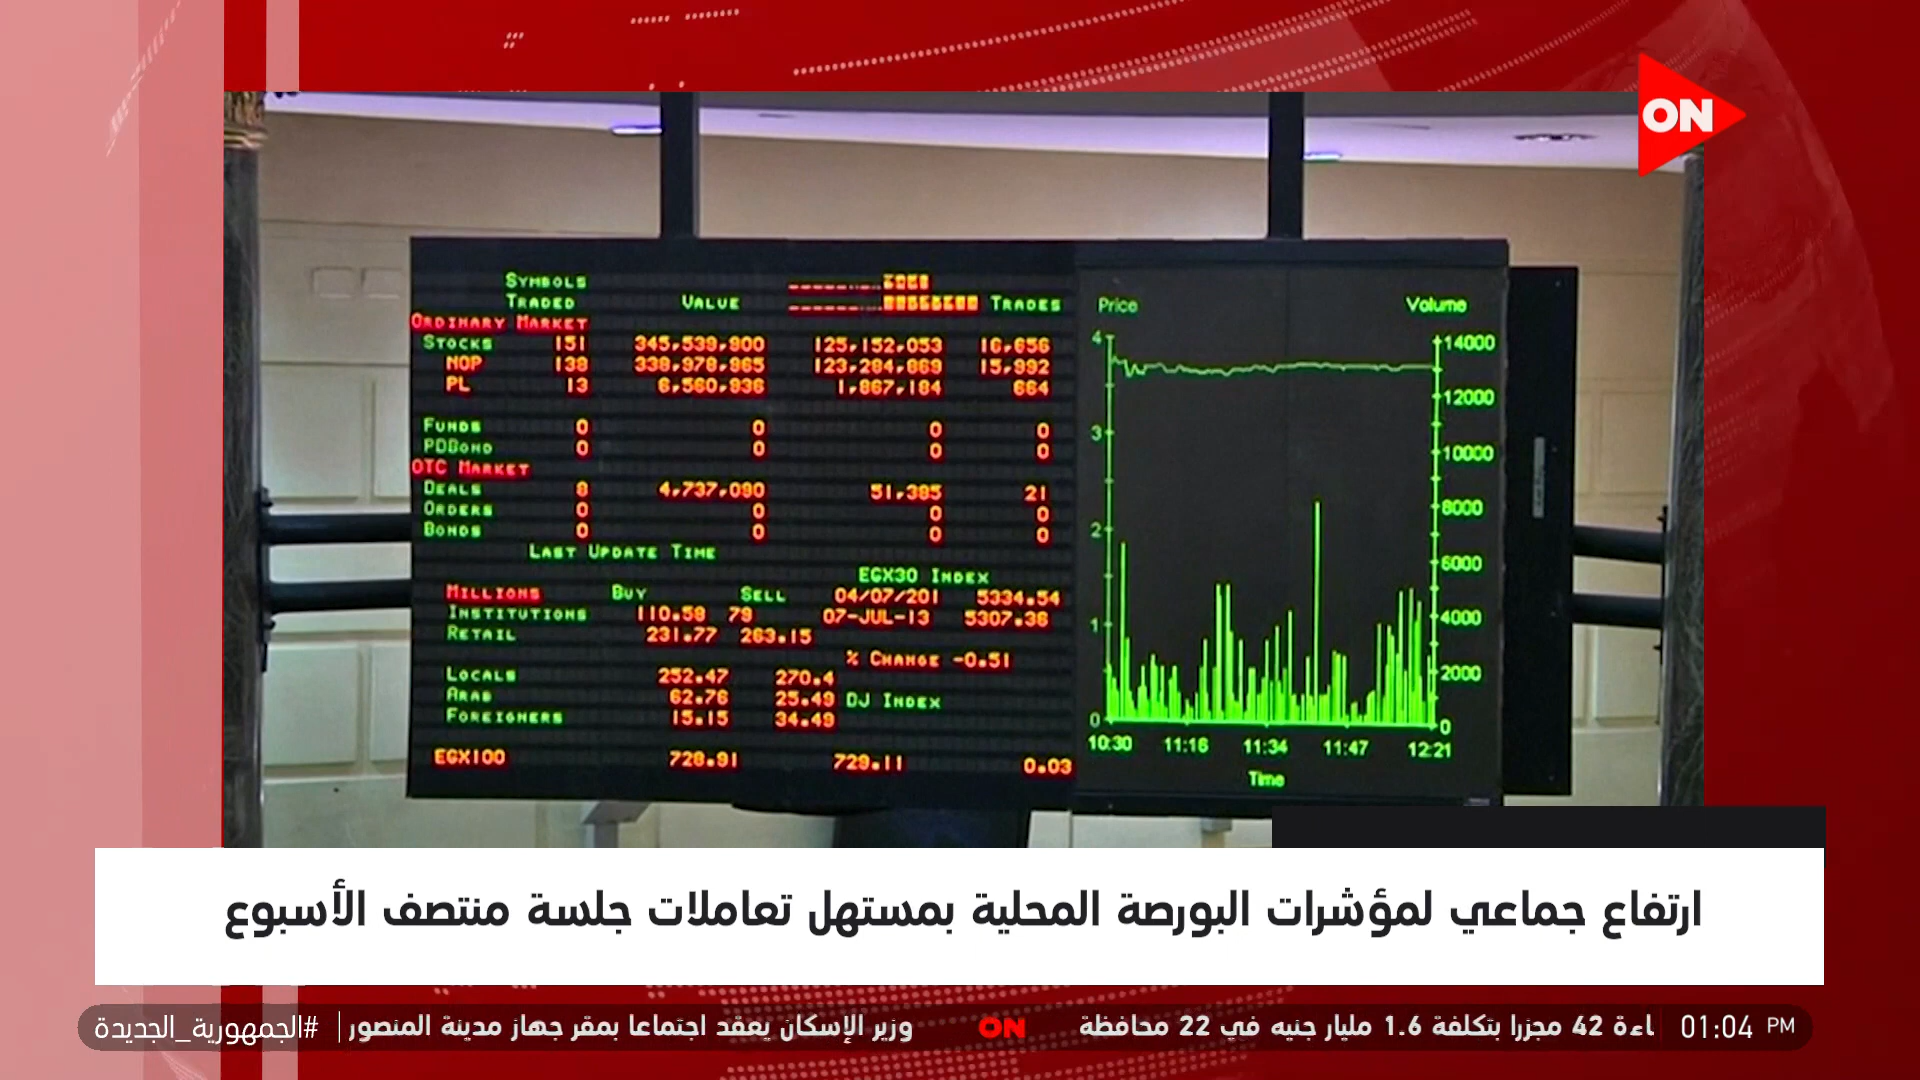 ON
SYMBOLS
TRADED VALUE TRADES
ORDINARY MARKET
STOCKS 151 345,539,900 125,152,053 16,656
NOP 138 338,978,965 123,284,869 15,992
PL 13 6,560,936 1,867,184 664
FUNDS 0 0 0 0
PDBOND 0 0 0 0
OTC MARKET
DEALS 8 4,737,090 51,385 21
ORDERS 0 0 0 0
BONDS 0 0 0 0
LAST UPDATE TIME
EGX30 INDEX
MILLIONS BUY SELL 04/07/201 5334.54
INSTITUTIONS 110.58 79 07-JUL-13 5307.36
RETAIL 231.77 263.15
% CHANGE -0.51
LOCALS 252.47 270.4
ARAB 62.76 25.49 DJ INDEX
FOREIGNERS 15.15 34.49
EGX100 728.91 729.11 0.03
Price Volume
4 14000
12000
3
10000
2 8000
6000
1 4000
2000
0 0
10:30 11:16 11:34 11:47 12:21
Time
ارتفاع جماعي لمؤشرات البورصة المحلية بمستهل تعاملات جلسة منتصف الأسبوع
01:04 PM اءة 42 مجزرا بتكلفة 1.6 مليار جنيه في 22 محافظة ON وزير الإسكان يعقد اجتماعا بمقر جهاز مدينة المنصور #الجمهورية_الجديدة